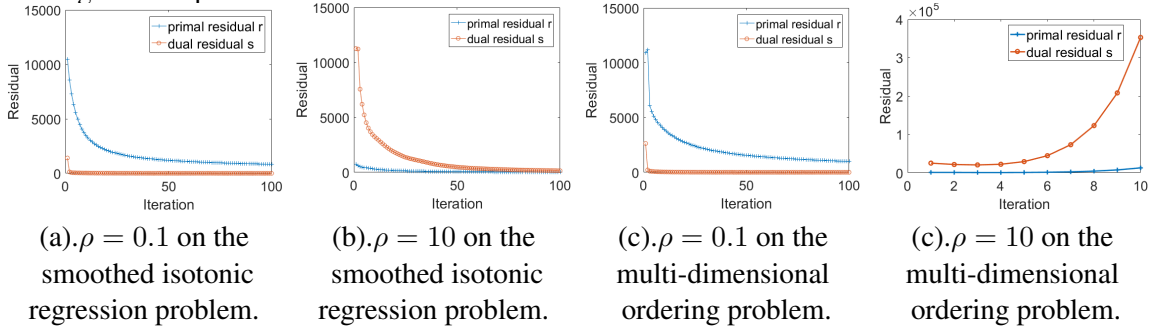 15000
10000
5000
0
Residual
primal residual r
dual residual s
0 50 100
Iteration
15000
10000
5000
0
Residual
primal residual r
dual residual s
0 50 100
Iteration
15000
10000
5000
0
Residual
primal residual r
dual residual s
0 50 100
Iteration
×10⁵
4
3
2
1
0
Residual
primal residual r
dual residual s
0 2 4 6 8 10
Iteration
(a).ρ = 0.1 on the
smoothed isotonic
regression problem.
(b).ρ = 10 on the
smoothed isotonic
regression problem.
(c).ρ = 0.1 on the
multi-dimensional
ordering problem.
(c).ρ = 10 on the
multi-dimensional
ordering problem.